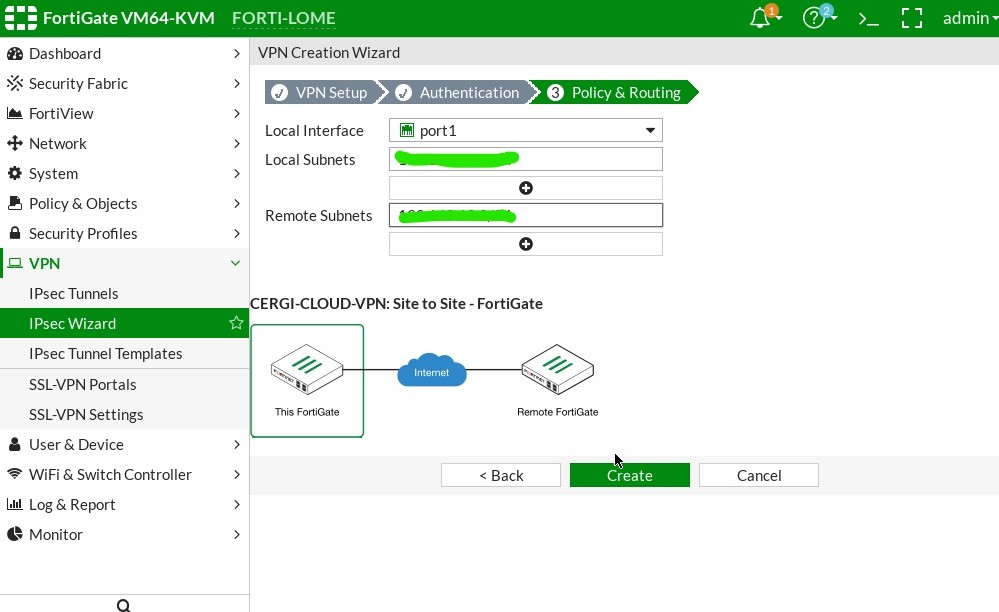 FortiGate VM64-KVM FORTI-LOME 1 2 >_ admin
Dashboard
Security Fabric
FortiView
Network
System
Policy & Objects
Security Profiles
VPN
IPsec Tunnels
IPsec Wizard
IPsec Tunnel Templates
SSL-VPN Portals
SSL-VPN Settings
User & Device
WiFi & Switch Controller
Log & Report
Monitor
VPN Creation Wizard
VPN Setup Authentication 3 Policy & Routing
Local Interface port1
Local Subnets
Remote Subnets
CERGI-CLOUD-VPN: Site to Site - FortiGate
Internet
This FortiGate Remote FortiGate
< Back Create Cancel